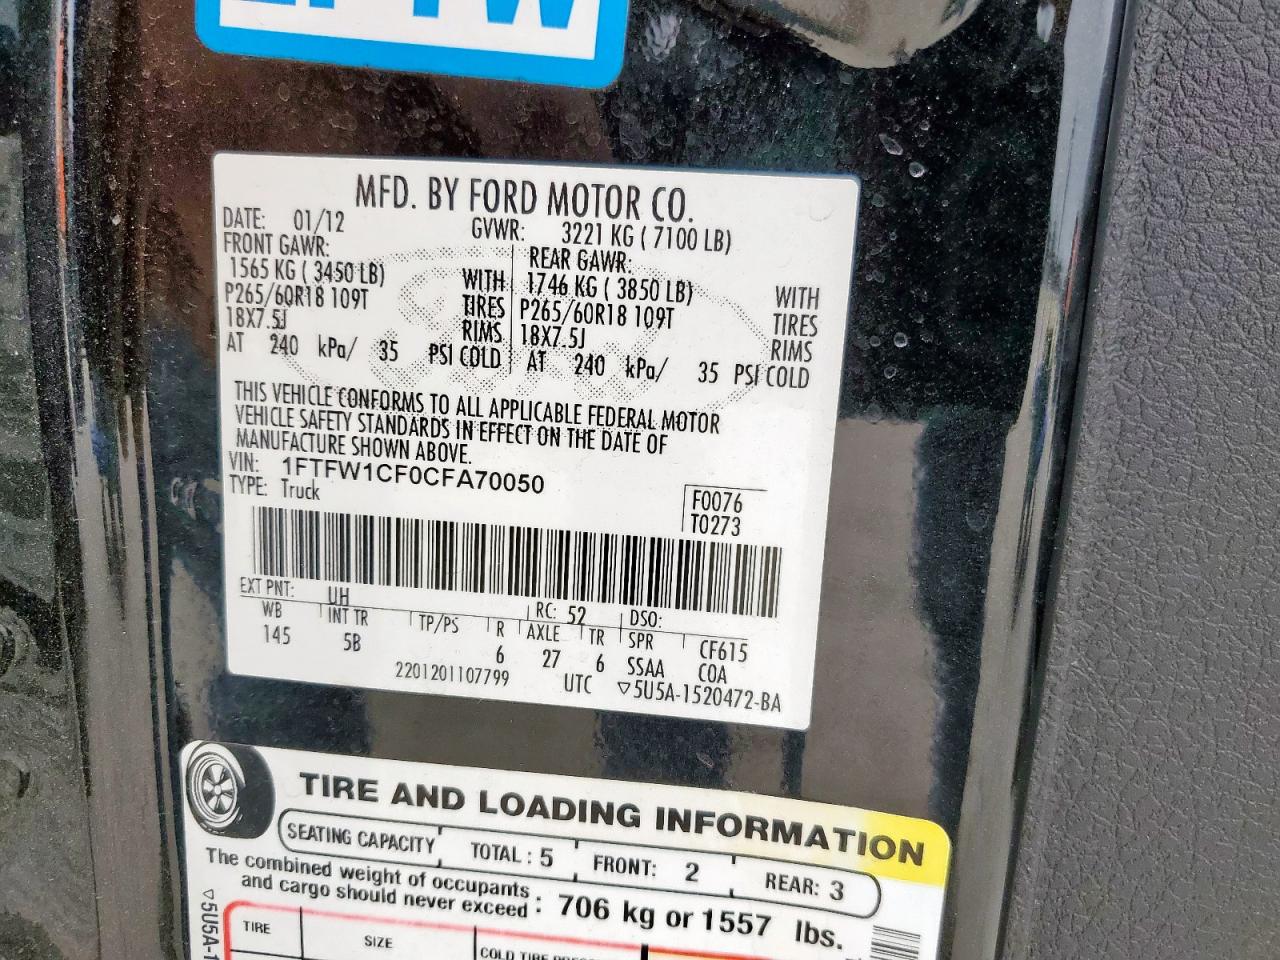 MFD. BY FORD MOTOR CO.
DATE: 01/12 GVWR: 3221 KG ( 7100 LB)
FRONT GAWR: REAR GAWR:
1565 KG ( 3450 LB) WITH 1746 KG ( 3850 LB) WITH
P265/60R18 109T TIRES P265/60R18 109T TIRES
18X7.5J RIMS 18X7.5J RIMS
AT 240 kPa/ 35 PSI COLD AT 240 kPa/ 35 PSI COLD
THIS VEHICLE CONFORMS TO ALL APPLICABLE FEDERAL MOTOR
VEHICLE SAFETY STANDARDS IN EFFECT ON THE DATE OF
MANUFACTURE SHOWN ABOVE.
VIN: 1FTFW1CF0CFA70050
TYPE: Truck
F0076
T0273
EXT PNT: UH RC: 52 DSO:
WB INT TR TP/PS R AXLE TR SPR CF615
145 5B 6 27 6 SSAA COA
2201201107799 UTC ▽5U5A-1520472-BA
TIRE AND LOADING INFORMATION
SEATING CAPACITY TOTAL : 5 FRONT: 2 REAR: 3
The combined weight of occupants
and cargo should never exceed : 706 kg or 1557 lbs.
TIRE SIZE